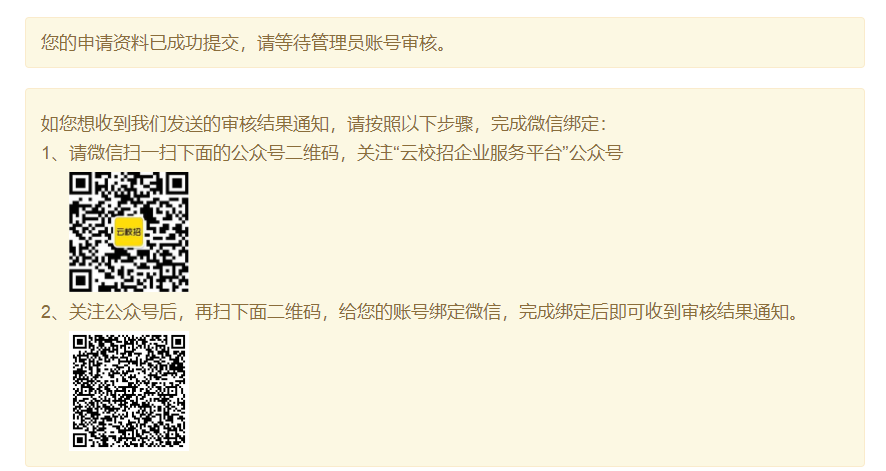 您的申请资料已成功提交，请等待管理员账号审核。
如您想收到我们发送的审核结果通知，请按照以下步骤，完成微信绑定：
1、请微信扫一扫下面的公众号二维码，关注“云校招企业服务平台”公众号
云校招
2、关注公众号后，再扫下面二维码，给您的账号绑定微信，完成绑定后即可收到审核结果通知。